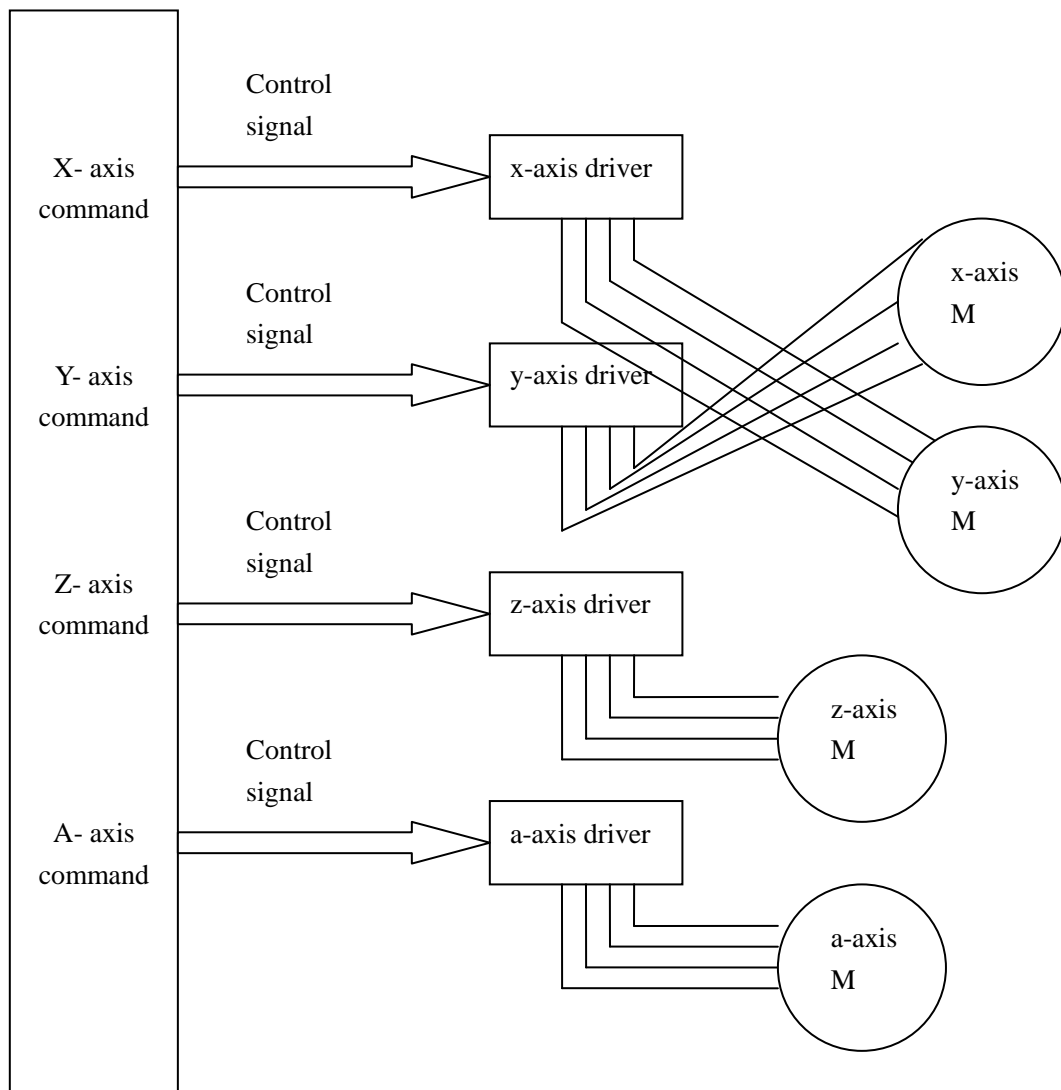 Control
signal
X- axis
command
x-axis driver
x-axis
M
Control
signal
Y- axis
command
y-axis driver
y-axis
M
Control
signal
Z- axis
command
z-axis driver
z-axis
M
Control
signal
A- axis
command
a-axis driver
a-axis
M